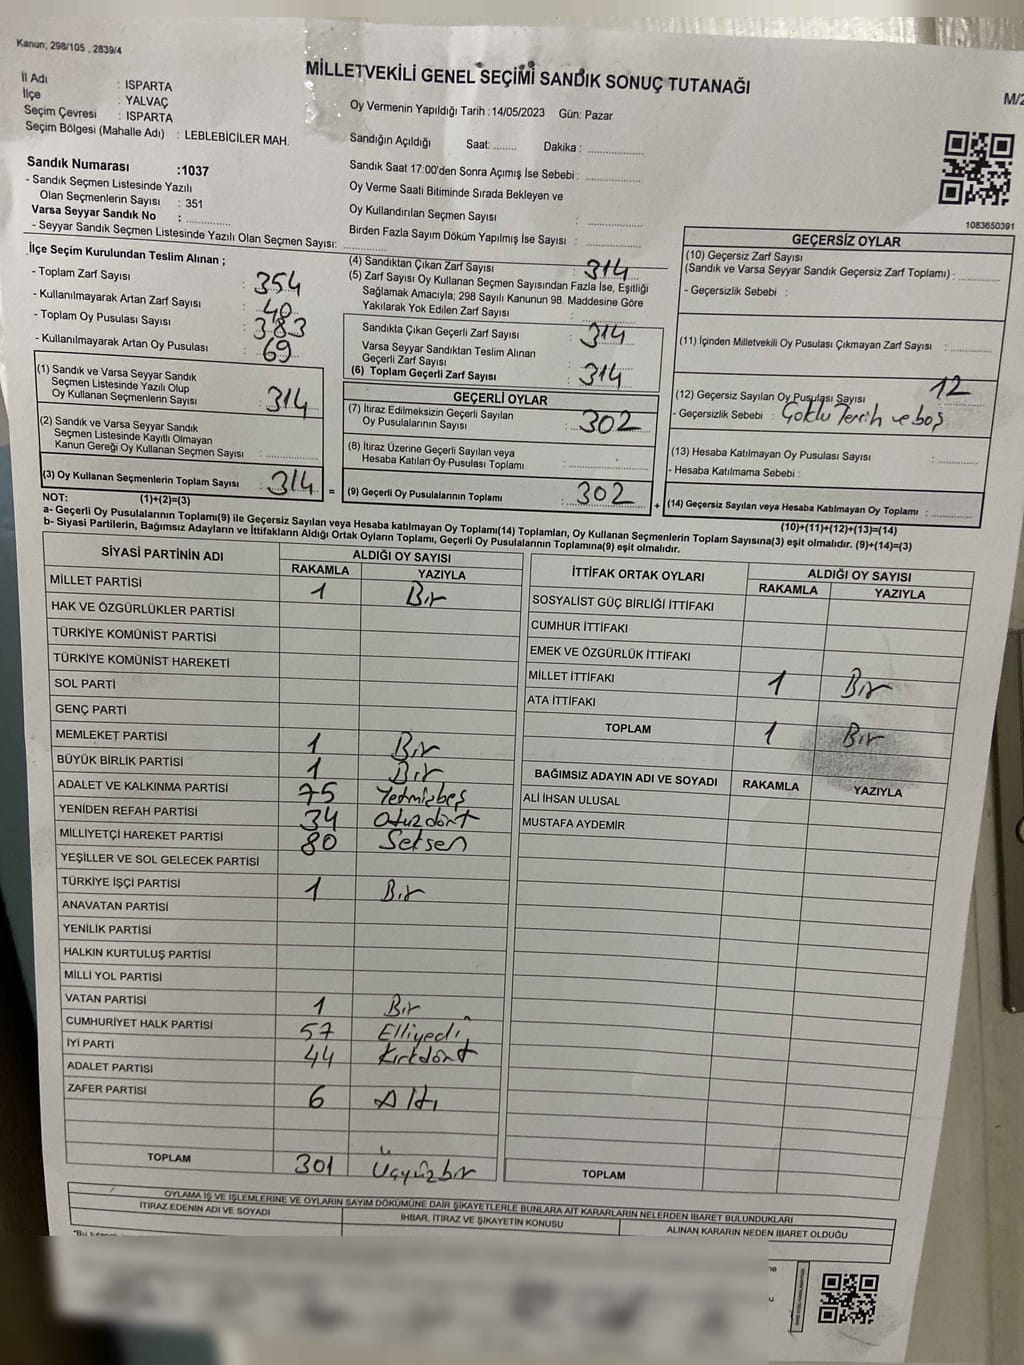 Kanun; 298/105 , 2839/4
MİLLETVEKİLİ GENEL SEÇİMİ SANDIK SONUÇ TUTANAĞI
M/2
İl Adı : ISPARTA
İlçe : YALVAÇ
Seçim Çevresi : ISPARTA
Seçim Bölgesi (Mahalle Adı) : LEBLEBİCİLER MAH.
Oy Vermenin Yapıldığı Tarih :14/05/2023 Gün: Pazar
Sandığın Açıldığı Saat: ........ Dakika : ................
Sandık Saat 17:00'den Sonra Açımış İse Sebebi : ................
Oy Verme Saati Bitiminde Sırada Bekleyen ve
Oy Kullandırılan Seçmen Sayısı : ................
Birden Fazla Sayım Döküm Yapılmış İse Sayısı : ................
Sandık Numarası :1037
- Sandık Seçmen Listesinde Yazılı
Olan Seçmenlerin Sayısı : 351
Varsa Seyyar Sandık No : ............
- Seyyar Sandık Seçmen Listesinde Yazılı Olan Seçmen Sayısı: ............
1083650391
İlçe Seçim Kurulundan Teslim Alınan ;
- Toplam Zarf Sayısı : 354
- Kullanılmayarak Artan Zarf Sayısı : 40
- Toplam Oy Pusulası Sayısı : 383
- Kullanılmayarak Artan Oy Pusulası : 69
(1) Sandık ve Varsa Seyyar Sandık
Seçmen Listesinde Yazılı Olup
Oy Kullanan Seçmenlerin Sayısı : 314
(2) Sandık ve Varsa Seyyar Sandık
Seçmen Listesinde Kayıtlı Olmayan
Kanun Gereği Oy Kullanan Seçmen Sayısı : ............
(3) Oy Kullanan Seçmenlerin Toplam Sayısı : 314 =
(4) Sandıktan Çıkan Zarf Sayısı : 314
(5) Zarf Sayısı Oy Kullanan Seçmen Sayısından Fazla İse, Eşitliği
Sağlamak Amacıyla; 298 Sayılı Kanunun 98. Maddesine Göre
Yakılarak Yok Edilen Zarf Sayısı : ............
Sandıkta Çıkan Geçerli Zarf Sayısı : 314
Varsa Seyyar Sandıktan Teslim Alınan
Geçerli Zarf Sayısı : ............
(6) Toplam Geçerli Zarf Sayısı : 314
GEÇERLİ OYLAR
(7) İtiraz Edilmeksizin Geçerli Sayılan
Oy Pusulalarının Sayısı : 302
(8) İtiraz Üzerine Geçerli Sayılan veya
Hesaba Katılan Oy Pusulası Toplamı : ............
(9) Geçerli Oy Pusulalarının Toplamı : 302 +
GEÇERSİZ OYLAR
(10) Geçersiz Zarf Sayısı
(Sandık ve Varsa Seyyar Sandık Geçersiz Zarf Toplamı) : ............
- Geçersizlik Sebebi :
(11) İçinden Milletvekili Oy Pusulası Çıkmayan Zarf Sayısı : ............
(12) Geçersiz Sayılan Oy Pusulası Sayısı 12
- Geçersizlik Sebebi : Çoklu Tercih ve boş
(13) Hesaba Katılmayan Oy Pusulası Sayısı : ............
- Hesaba Katılmama Sebebi :
(14) Geçersiz Sayılan veya Hesaba Katılmayan Oy Toplamı : ............
NOT: (1)+(2)=(3) (10)+(11)+(12)+(13)=(14)
a- Geçerli Oy Pusulalarının Toplamı(9) ile Geçersiz Sayılan veya Hesaba katılmayan Oy Toplamı(14) Toplamları, Oy Kullanan Seçmenlerin Toplam Sayısına(3) eşit olmalıdır. (9)+(14)=(3)
b- Siyasi Partilerin, Bağımsız Adayların ve İttifakların Aldığı Ortak Oyların Toplamı, Geçerli Oy Pusulalarının Toplamına(9) eşit olmalıdır.
SİYASİ PARTİNİN ADI ALDIĞI OY SAYISI
RAKAMLA YAZIYLA
MİLLET PARTİSİ 1 Bir
HAK VE ÖZGÜRLÜKLER PARTİSİ
TÜRKİYE KOMÜNİST PARTİSİ
TÜRKİYE KOMÜNİST HAREKETİ
SOL PARTİ
GENÇ PARTİ
MEMLEKET PARTİSİ 1 Bir
BÜYÜK BİRLİK PARTİSİ 1 Bir
ADALET VE KALKINMA PARTİSİ 75 Yetmişbeş
YENİDEN REFAH PARTİSİ 34 Otuzdört
MİLLİYETÇİ HAREKET PARTİSİ 80 Seksen
YEŞİLLER VE SOL GELECEK PARTİSİ
TÜRKİYE İŞÇİ PARTİSİ 1 Bir
ANAVATAN PARTİSİ
YENİLİK PARTİSİ
HALKIN KURTULUŞ PARTİSİ
MİLLİ YOL PARTİSİ
VATAN PARTİSİ 1 Bir
CUMHURİYET HALK PARTİSİ 57 Elliyedi
İYİ PARTİ 44 Kırkdört
ADALET PARTİSİ
ZAFER PARTİSİ 6 Altı
TOPLAM 301 Üçyüzbir
İTTİFAK ORTAK OYLARI ALDIĞI OY SAYISI
RAKAMLA YAZIYLA
SOSYALİST GÜÇ BİRLİĞİ İTTİFAKI
CUMHUR İTTİFAKI
EMEK VE ÖZGÜRLÜK İTTİFAKI
MİLLET İTTİFAKI 1 Bir
ATA İTTİFAKI
TOPLAM 1 Bir
BAĞIMSIZ ADAYIN ADI VE SOYADI RAKAMLA YAZIYLA
ALİ İHSAN ULUSAL
MUSTAFA AYDEMİR
TOPLAM
OYLAMA İŞ VE İŞLEMLERİNE VE OYLARIN SAYIM DÖKÜMÜNE DAİR ŞİKAYETLERLE BUNLARA AİT KARARLARIN NELERDEN İBARET BULUNDUKLARI
İTİRAZ EDENİN ADI VE SOYADI İHBAR, İTİRAZ VE ŞİKAYETİN KONUSU ALINAN KARARIN NEDEN İBARET OLDUĞU